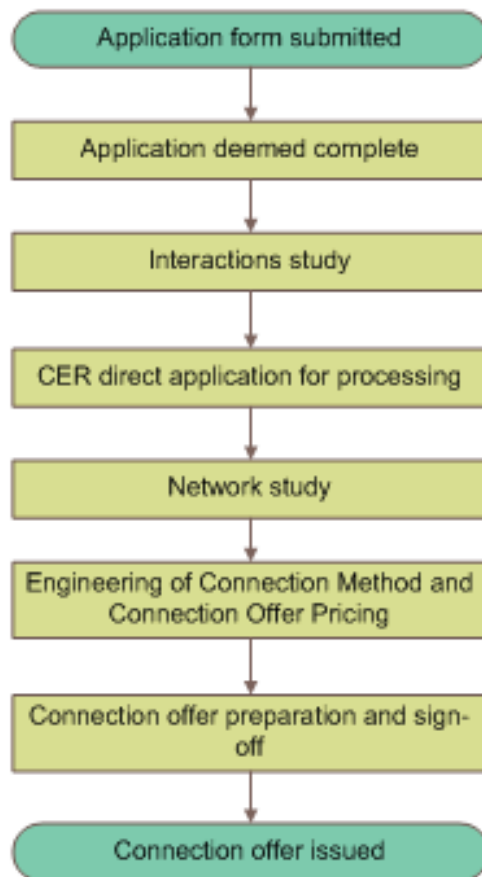 Application form submitted
Application deemed complete
Interactions study
CER direct application for processing
Network study
Engineering of Connection Method and
Connection Offer Pricing
Connection offer preparation and sign-
off
Connection offer issued